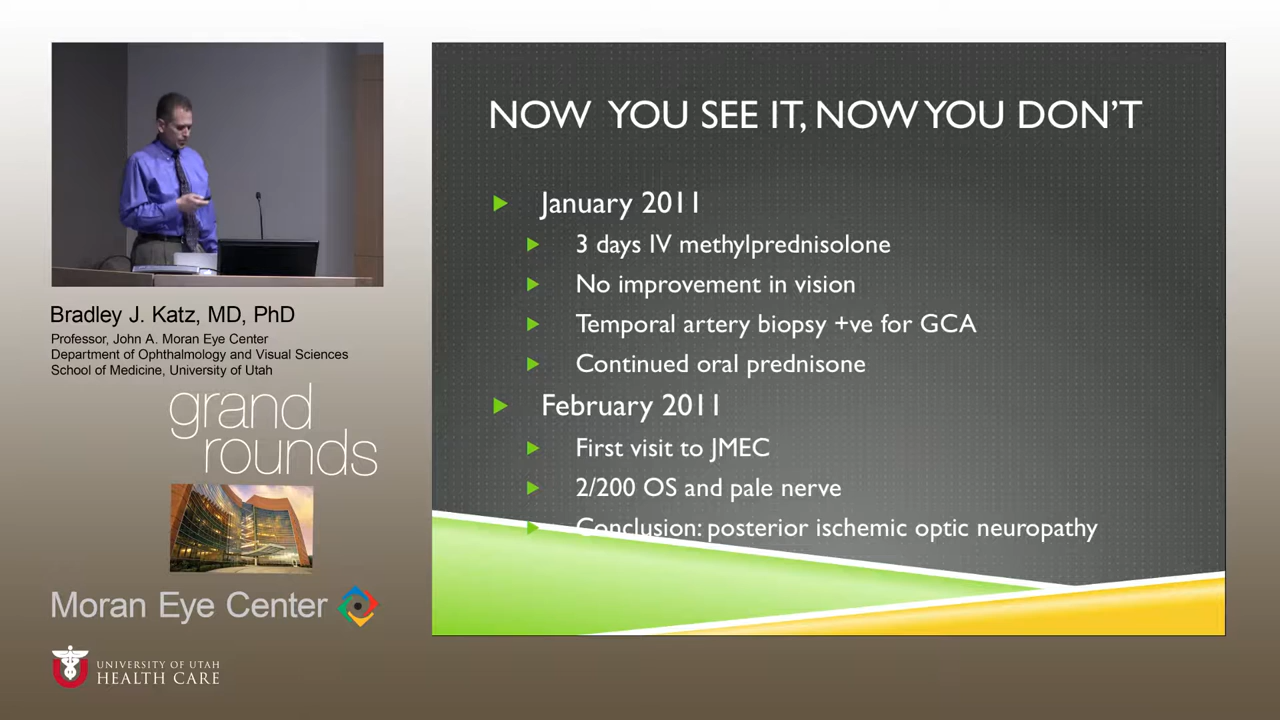 Bradley J. Katz, MD, PhD
Professor, John A. Moran Eye Center
Department of Ophthalmology and Visual Sciences
School of Medicine, University of Utah
grand
rounds
Moran Eye Center
UNIVERSITY OF UTAH
HEALTH CARE
NOW YOU SEE IT, NOW YOU DON'T
January 2011
3 days IV methylprednisolone
No improvement in vision
Temporal artery biopsy +ve for GCA
Continued oral prednisone
February 2011
First visit to JMEC
2/200 OS and pale nerve
Conclusion: posterior ischemic optic neuropathy